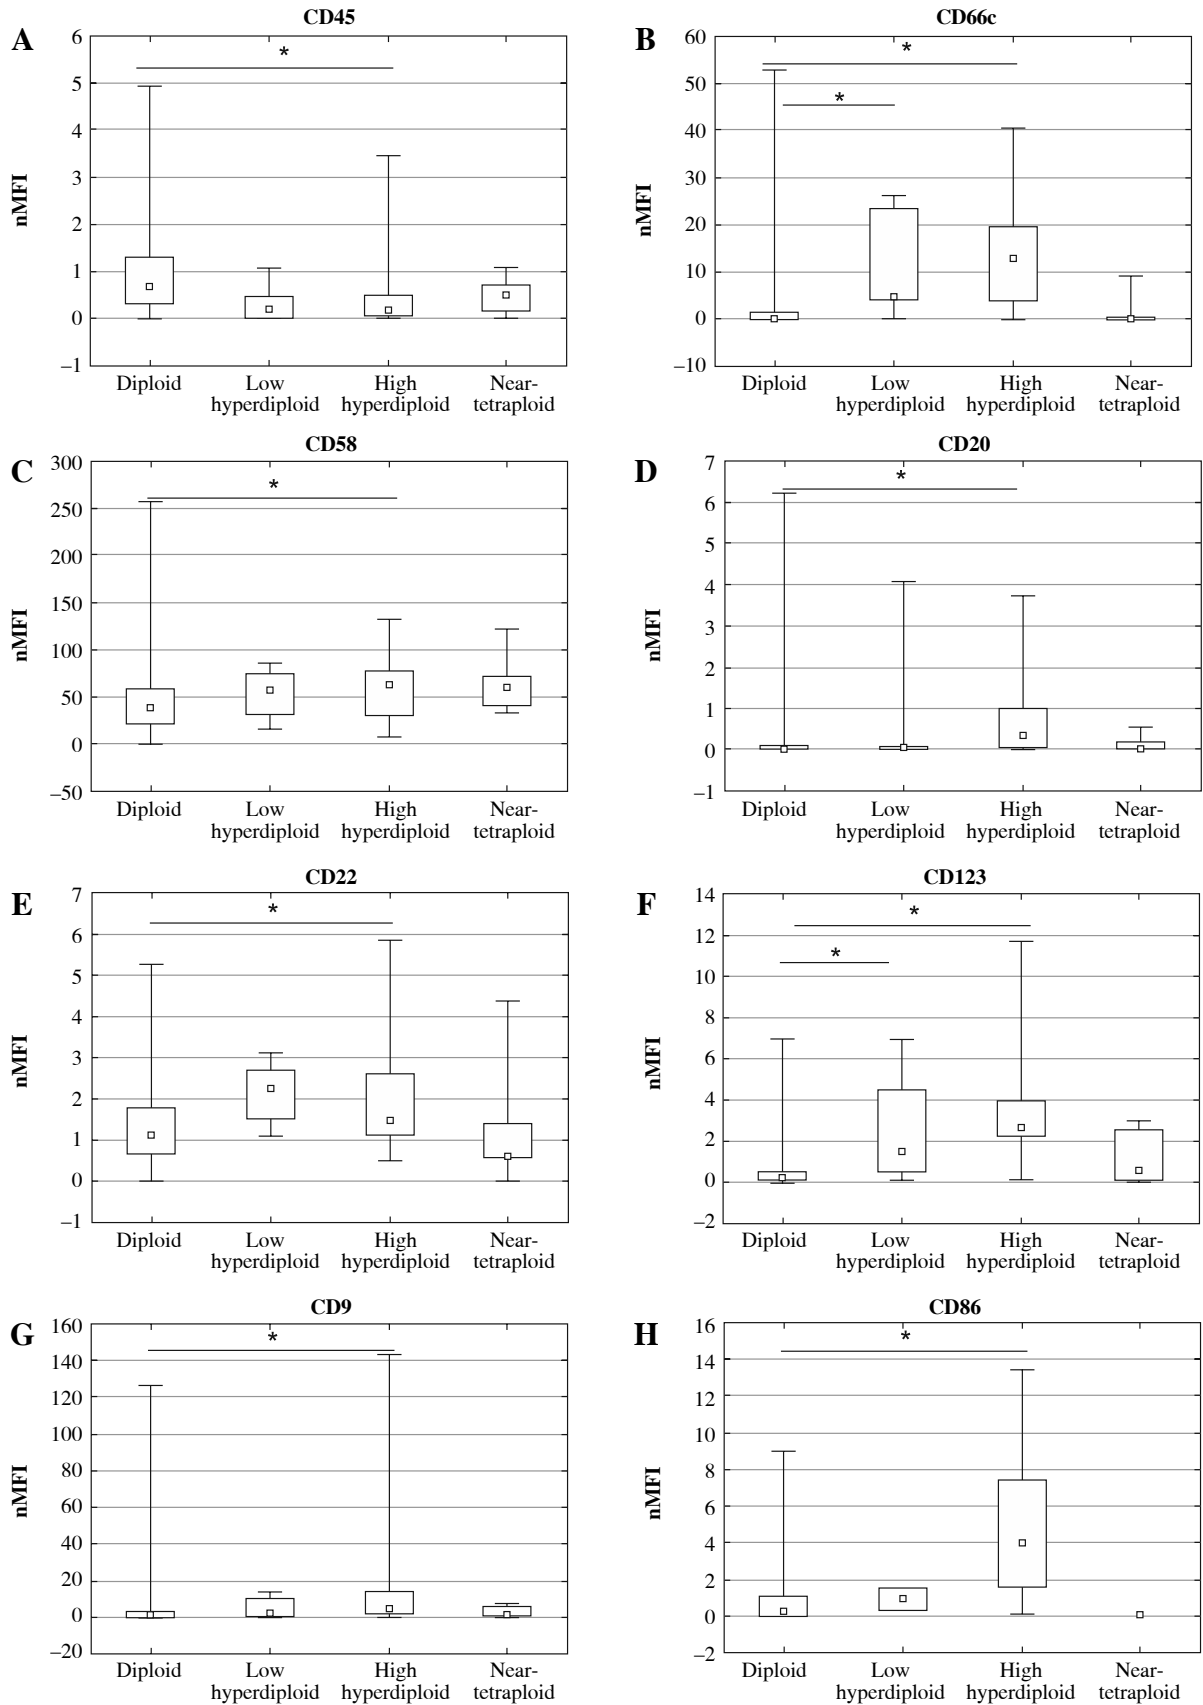 A
CD45
*
6
5
4
3
2
1
0
–1
nMFI
Diploid
Low
hyperdiploid
High
hyperdiploid
Near-
tetraploid
B
CD66c
*
*
60
50
40
30
20
10
0
–10
nMFI
Diploid
Low
hyperdiploid
High
hyperdiploid
Near-
tetraploid
C
CD58
*
300
250
200
150
100
50
0
–50
nMFI
Diploid
Low
hyperdiploid
High
hyperdiploid
Near-
tetraploid
D
CD20
*
7
6
5
4
3
2
1
0
–1
nMFI
Diploid
Low
hyperdiploid
High
hyperdiploid
Near-
tetraploid
E
CD22
*
7
6
5
4
3
2
1
0
–1
nMFI
Diploid
Low
hyperdiploid
High
hyperdiploid
Near-
tetraploid
F
CD123
*
*
14
12
10
8
6
4
2
0
–2
nMFI
Diploid
Low
hyperdiploid
High
hyperdiploid
Near-
tetraploid
G
CD9
*
160
140
120
100
80
60
40
20
0
–20
nMFI
Diploid
Low
hyperdiploid
High
hyperdiploid
Near-
tetraploid
H
CD86
*
16
14
12
10
8
6
4
2
0
–2
nMFI
Diploid
Low
hyperdiploid
High
hyperdiploid
Near-
tetraploid